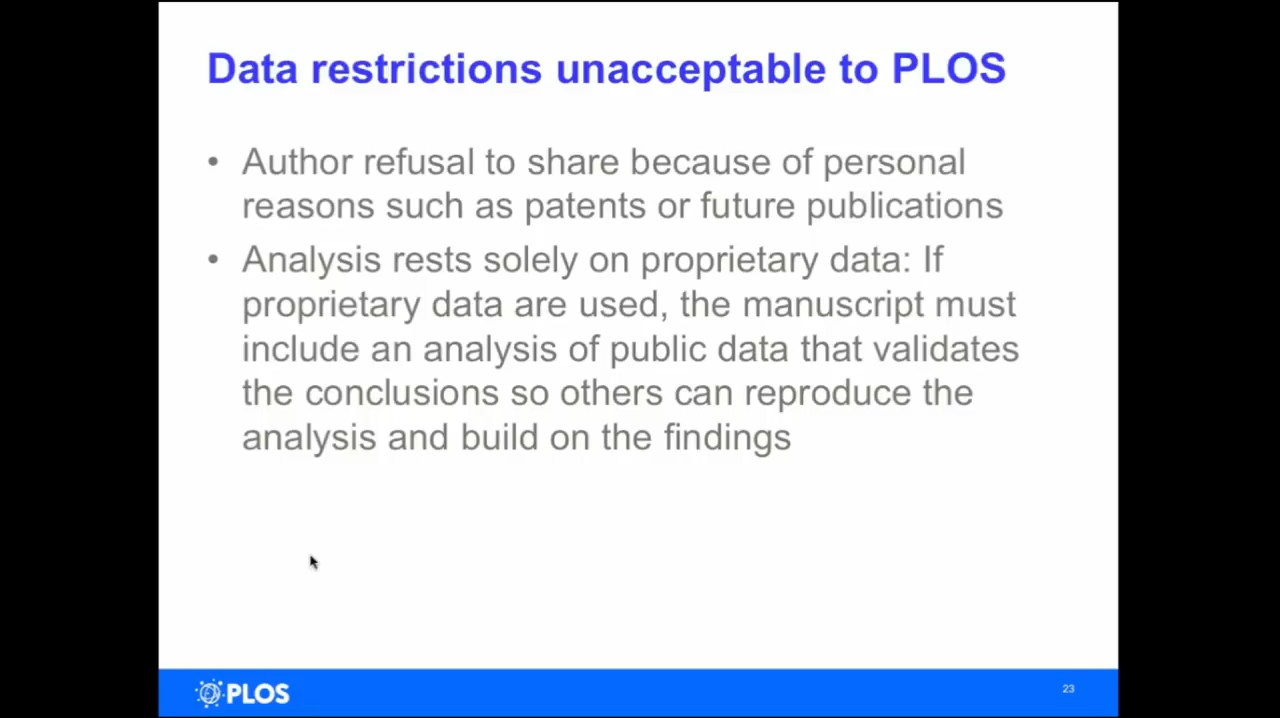 Data restrictions unacceptable to PLOS
• Author refusal to share because of personal
reasons such as patents or future publications
• Analysis rests solely on proprietary data: If
proprietary data are used, the manuscript must
include an analysis of public data that validates
the conclusions so others can reproduce the
analysis and build on the findings
PLOS
23